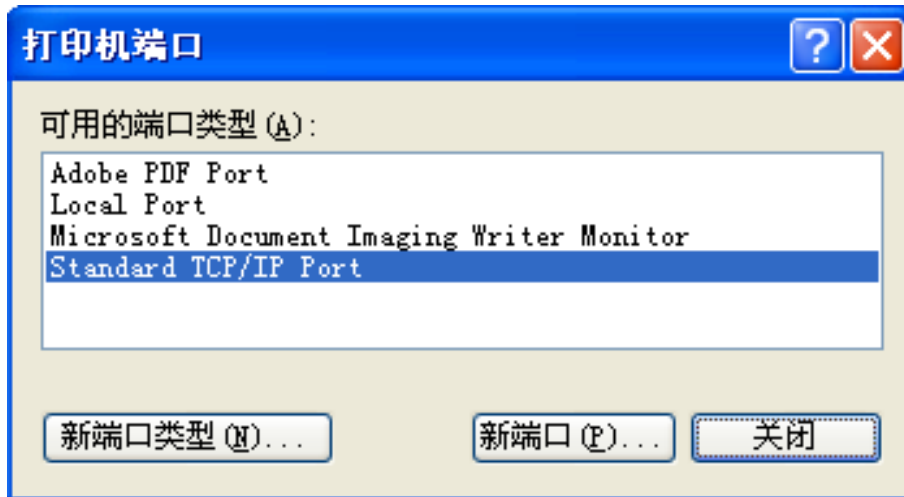 打印机端口
可用的端口类型(A):
Adobe PDF Port
Local Port
Microsoft Document Imaging Writer Monitor
Standard TCP/IP Port
新端口类型(N)... 新端口(P)... 关闭